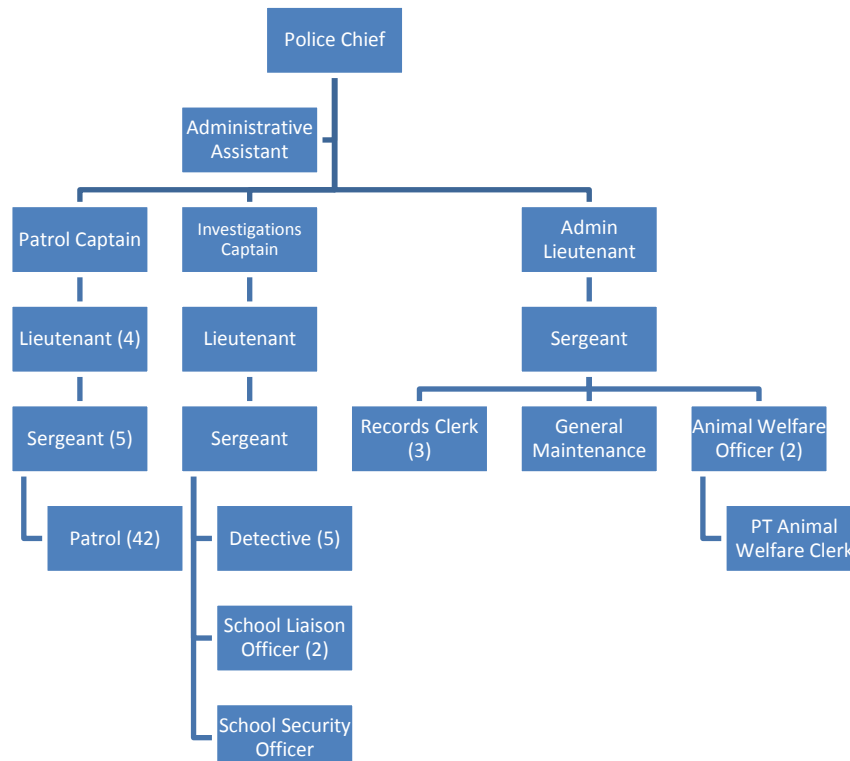 Police Chief
Administrative
Assistant
Patrol Captain
Investigations
Captain
Admin
Lieutenant
Lieutenant (4)
Lieutenant
Sergeant
Sergeant (5)
Sergeant
Records Clerk
(3)
General
Maintenance
Animal Welfare
Officer (2)
Patrol (42)
Detective (5)
PT Animal
Welfare Clerk
School Liaison
Officer (2)
School Security
Officer